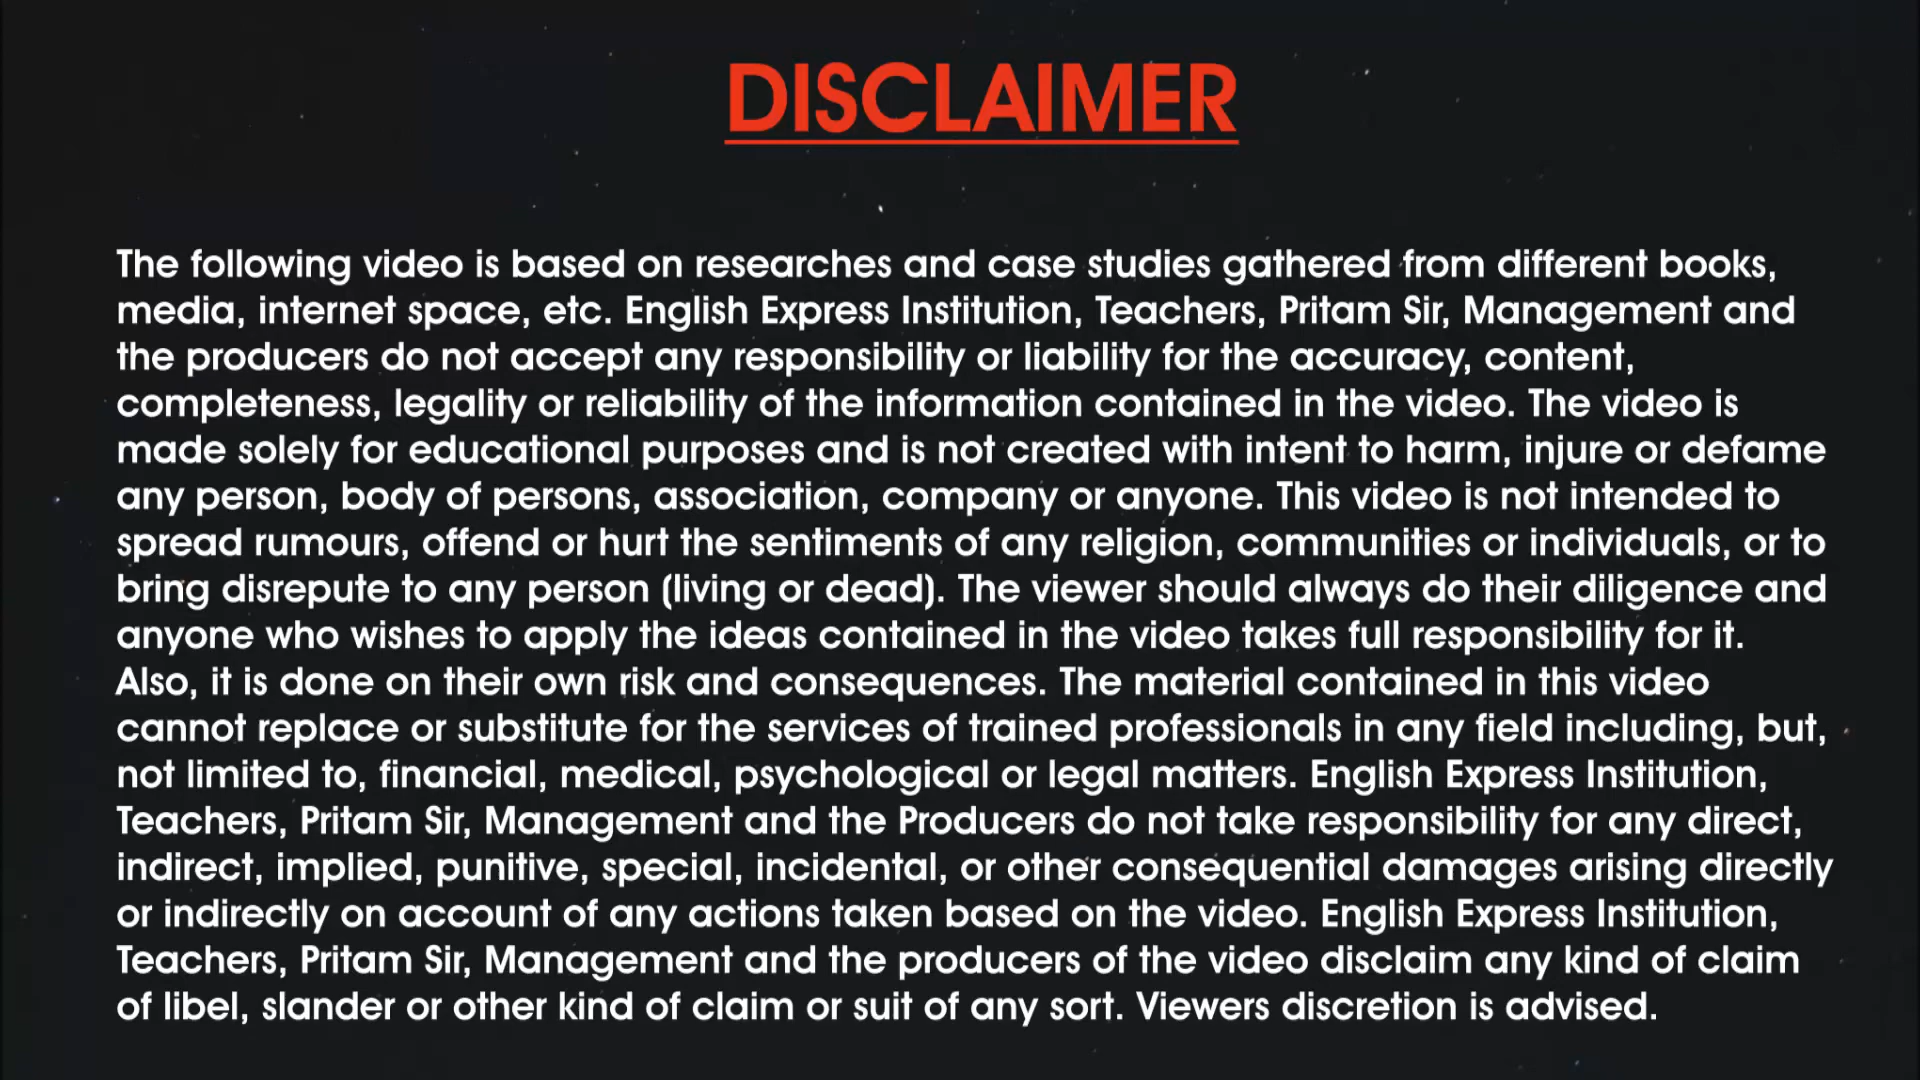 DISCLAIMER
The following video is based on researches and case studies gathered from different books,
media, internet space, etc. English Express Institution, Teachers, Pritam Sir, Management and
the producers do not accept any responsibility or liability for the accuracy, content,
completeness, legality or reliability of the information contained in the video. The video is
made solely for educational purposes and is not created with intent to harm, injure or defame
any person, body of persons, association, company or anyone. This video is not intended to
spread rumours, offend or hurt the sentiments of any religion, communities or individuals, or to
bring disrepute to any person (living or dead). The viewer should always do their diligence and
anyone who wishes to apply the ideas contained in the video takes full responsibility for it.
Also, it is done on their own risk and consequences. The material contained in this video
cannot replace or substitute for the services of trained professionals in any field including, but,
not limited to, financial, medical, psychological or legal matters. English Express Institution,
Teachers, Pritam Sir, Management and the Producers do not take responsibility for any direct,
indirect, implied, punitive, special, incidental, or other consequential damages arising directly
or indirectly on account of any actions taken based on the video. English Express Institution,
Teachers, Pritam Sir, Management and the producers of the video disclaim any kind of claim
of libel, slander or other kind of claim or suit of any sort. Viewers discretion is advised.